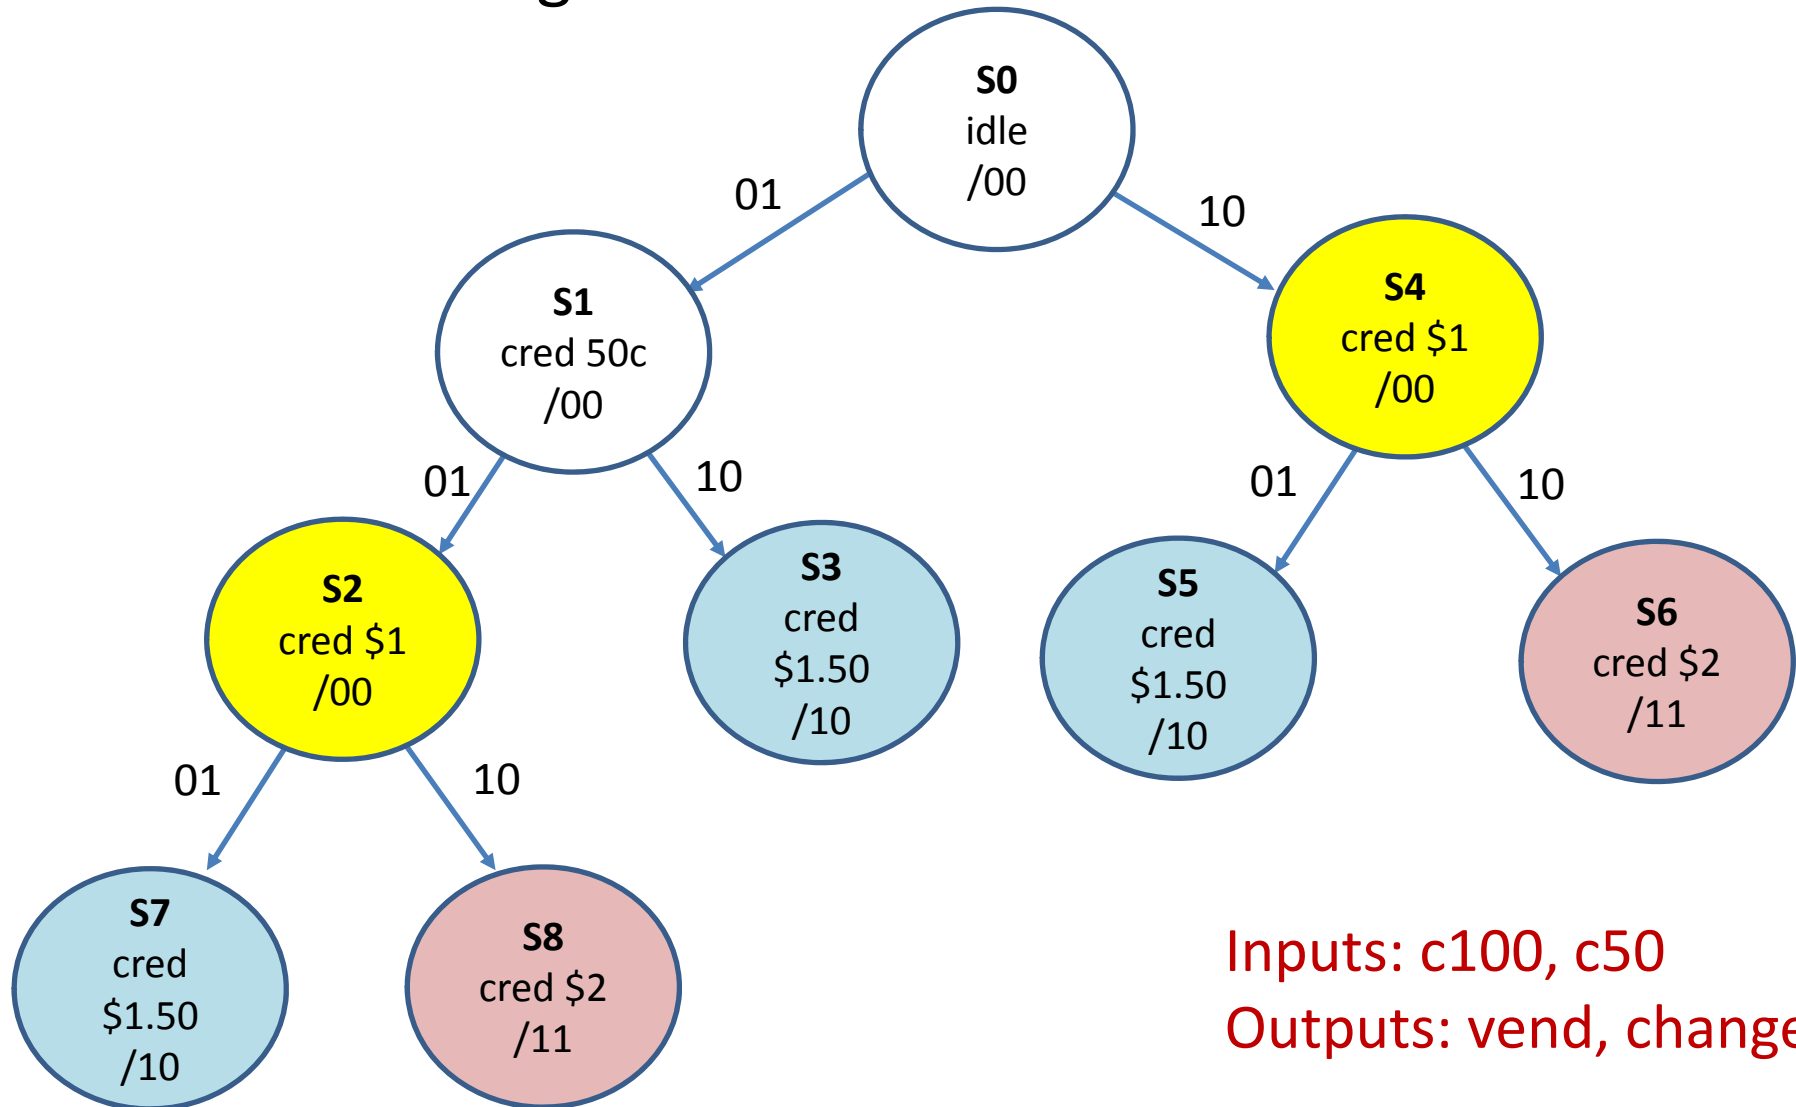 g
S0
idle
/00
01
10
S1
cred 50c
/00
S4
cred $1
/00
01
10
01
10
S2
cred $1
/00
S3
cred
$1.50
/10
S5
cred
$1.50
/10
S6
cred $2
/11
01
10
S7
cred
$1.50
/10
S8
cred $2
/11
Inputs: c100, c50
Outputs: vend, change